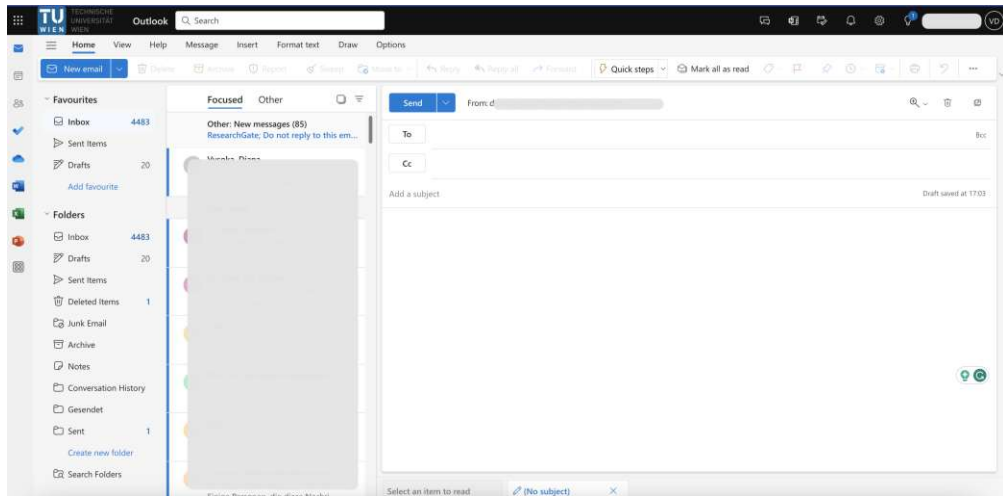 TU TECHNISCHE
UNIVERSITÄT
WIEN WIEN
Outlook
Search
VD
Home View Help Message Insert Format text Draw Options
New email Delete Archive Report Sweep Move to Reply Reply all Forward Quick steps Mark all as read
Favourites
Inbox 4483
Sent Items
Drafts 20
Add favourite
Folders
Inbox 4483
Drafts 20
Sent Items
Deleted Items 1
Junk Email
Archive
Notes
Conversation History
Gesendet
Sent 1
Create new folder
Search Folders
Focused Other
Other: New messages (85)
ResearchGate; Do not reply to this em...
Send From: d
To Bcc
Cc
Add a subject Draft saved at 17:03
Select an item to read (No subject)